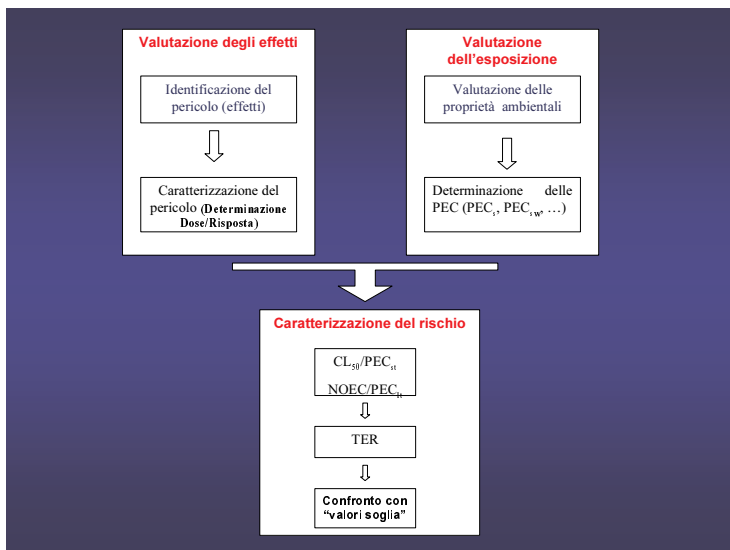 Valutazione degli effetti
Identificazione del
pericolo (effetti)
Caratterizzazione del
pericolo (Determinazione
Dose/Risposta)
Valutazione
dell'esposizione
Valutazione delle
proprietà ambientali
Determinazione delle
PEC (PECs, PECsw, …)
Caratterizzazione del rischio
CL50/PECst
NOEC/PEClt
TER
Confronto con
“valori soglia”